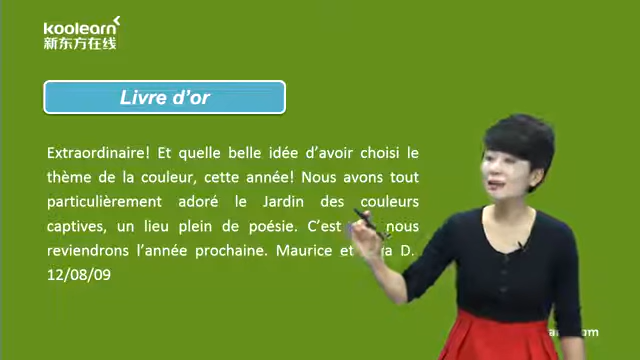 koolearn
新东方在线
Livre d'or
Extraordinaire! Et quelle belle idée d'avoir choisi le
thème de la couleur, cette année! Nous avons tout
particulièrement adoré le Jardin des couleurs
captives, un lieu plein de poésie. C'est nous
reviendrons l'année prochaine. Maurice et D.
12/08/09